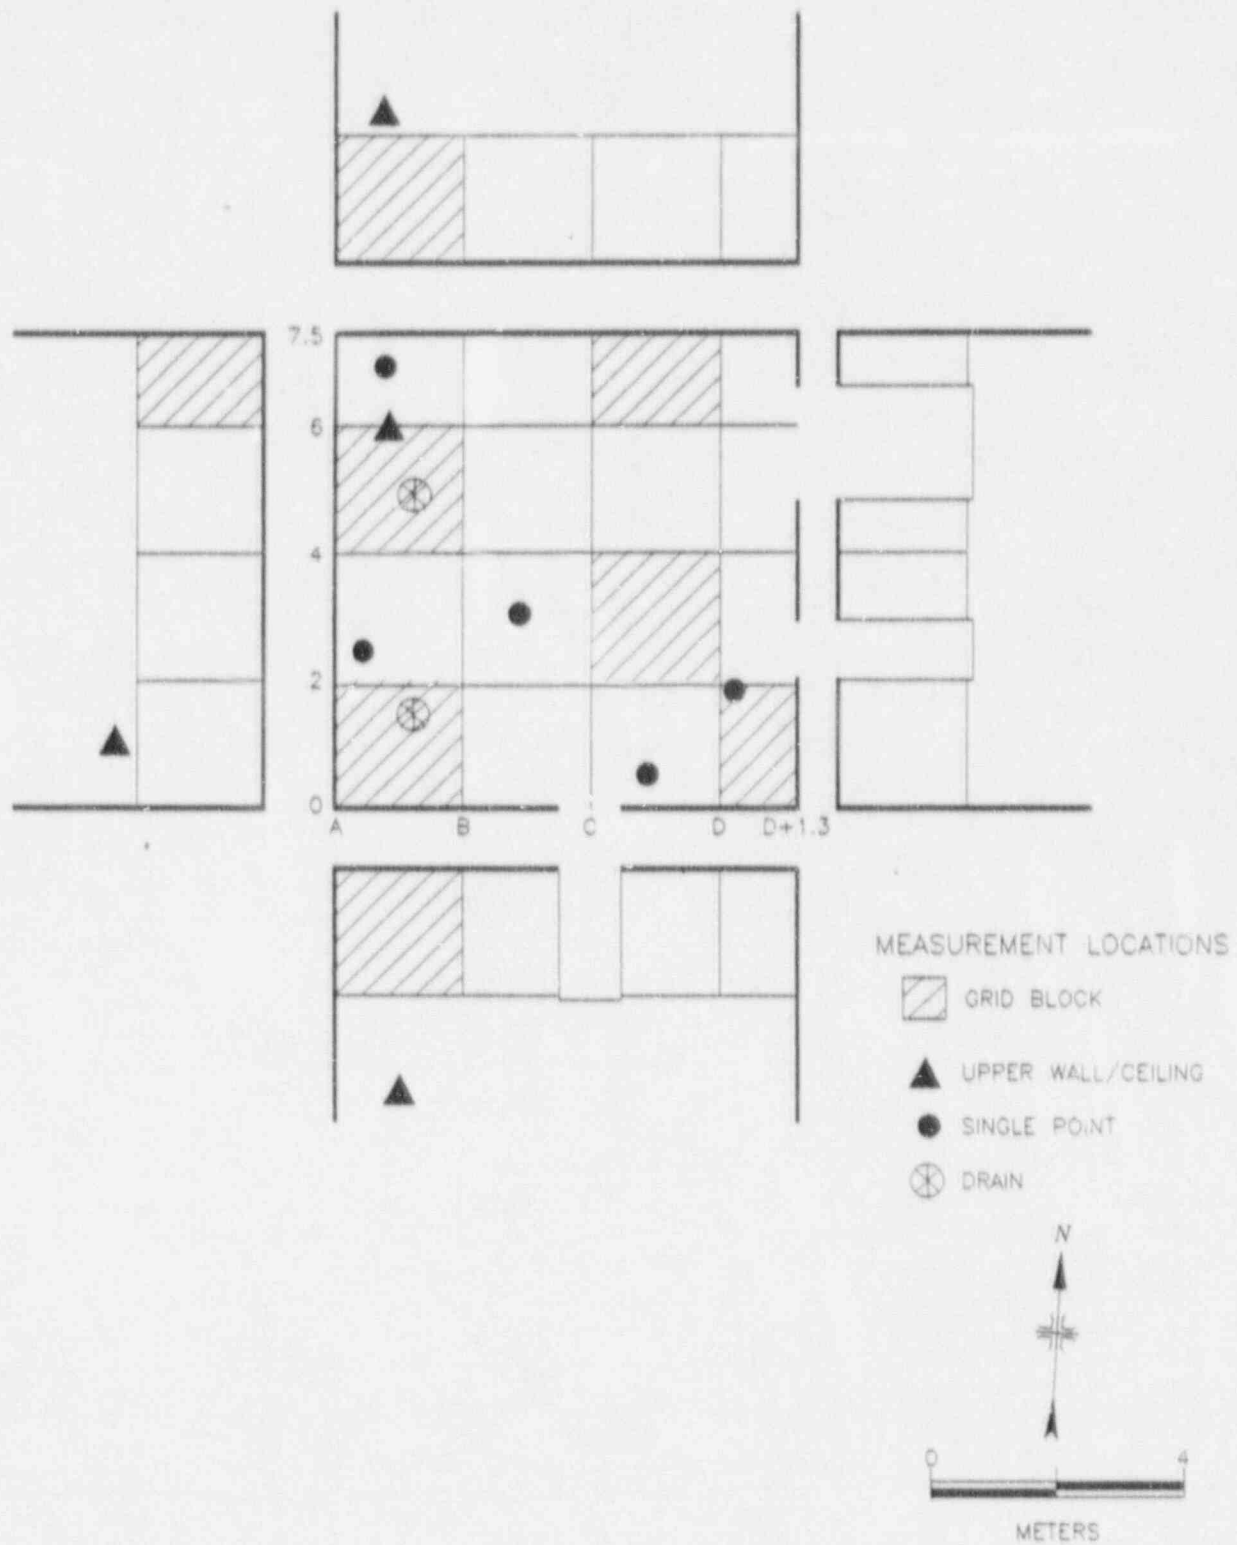 7.5
6
4
2
0
A B C D D+1.3
MEASUREMENT LOCATIONS
GRID BLOCK
UPPER WALL/CEILING
SINGLE POINT
DRAIN
N
0 4
METERS